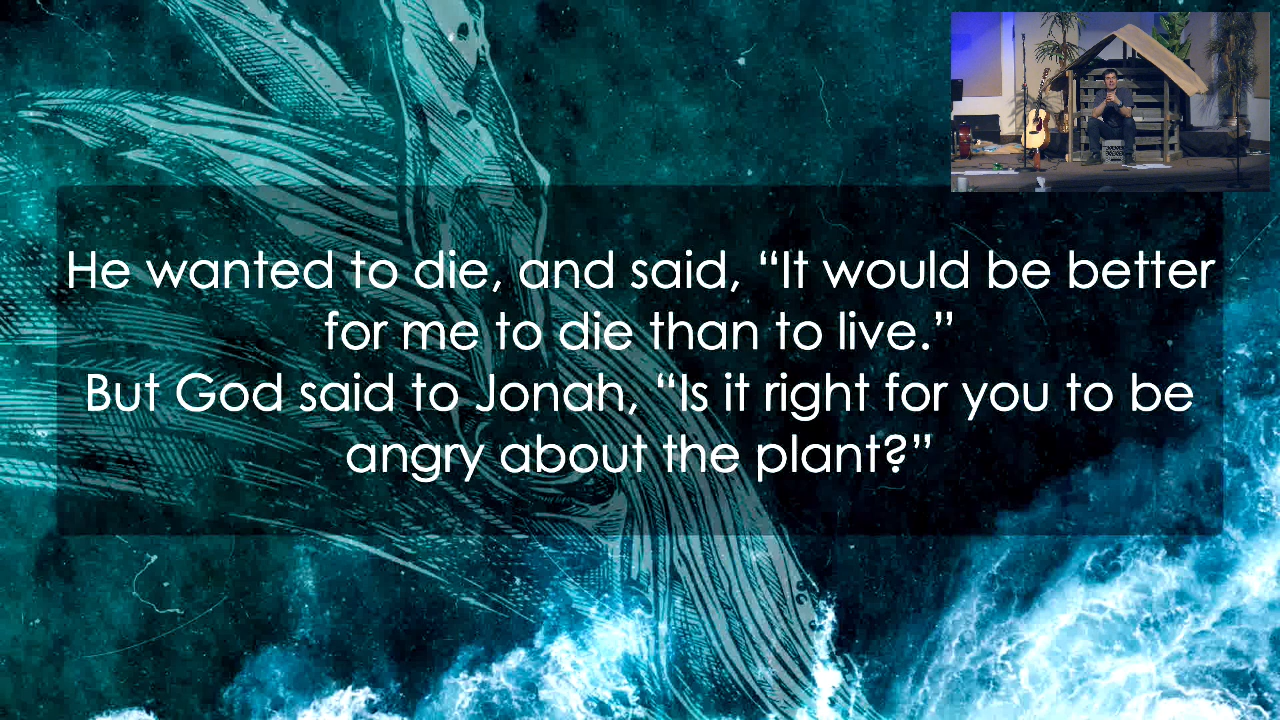 He wanted to die, and said, “It would be better
for me to die than to live.”
But God said to Jonah, “Is it right for you to be
angry about the plant?”